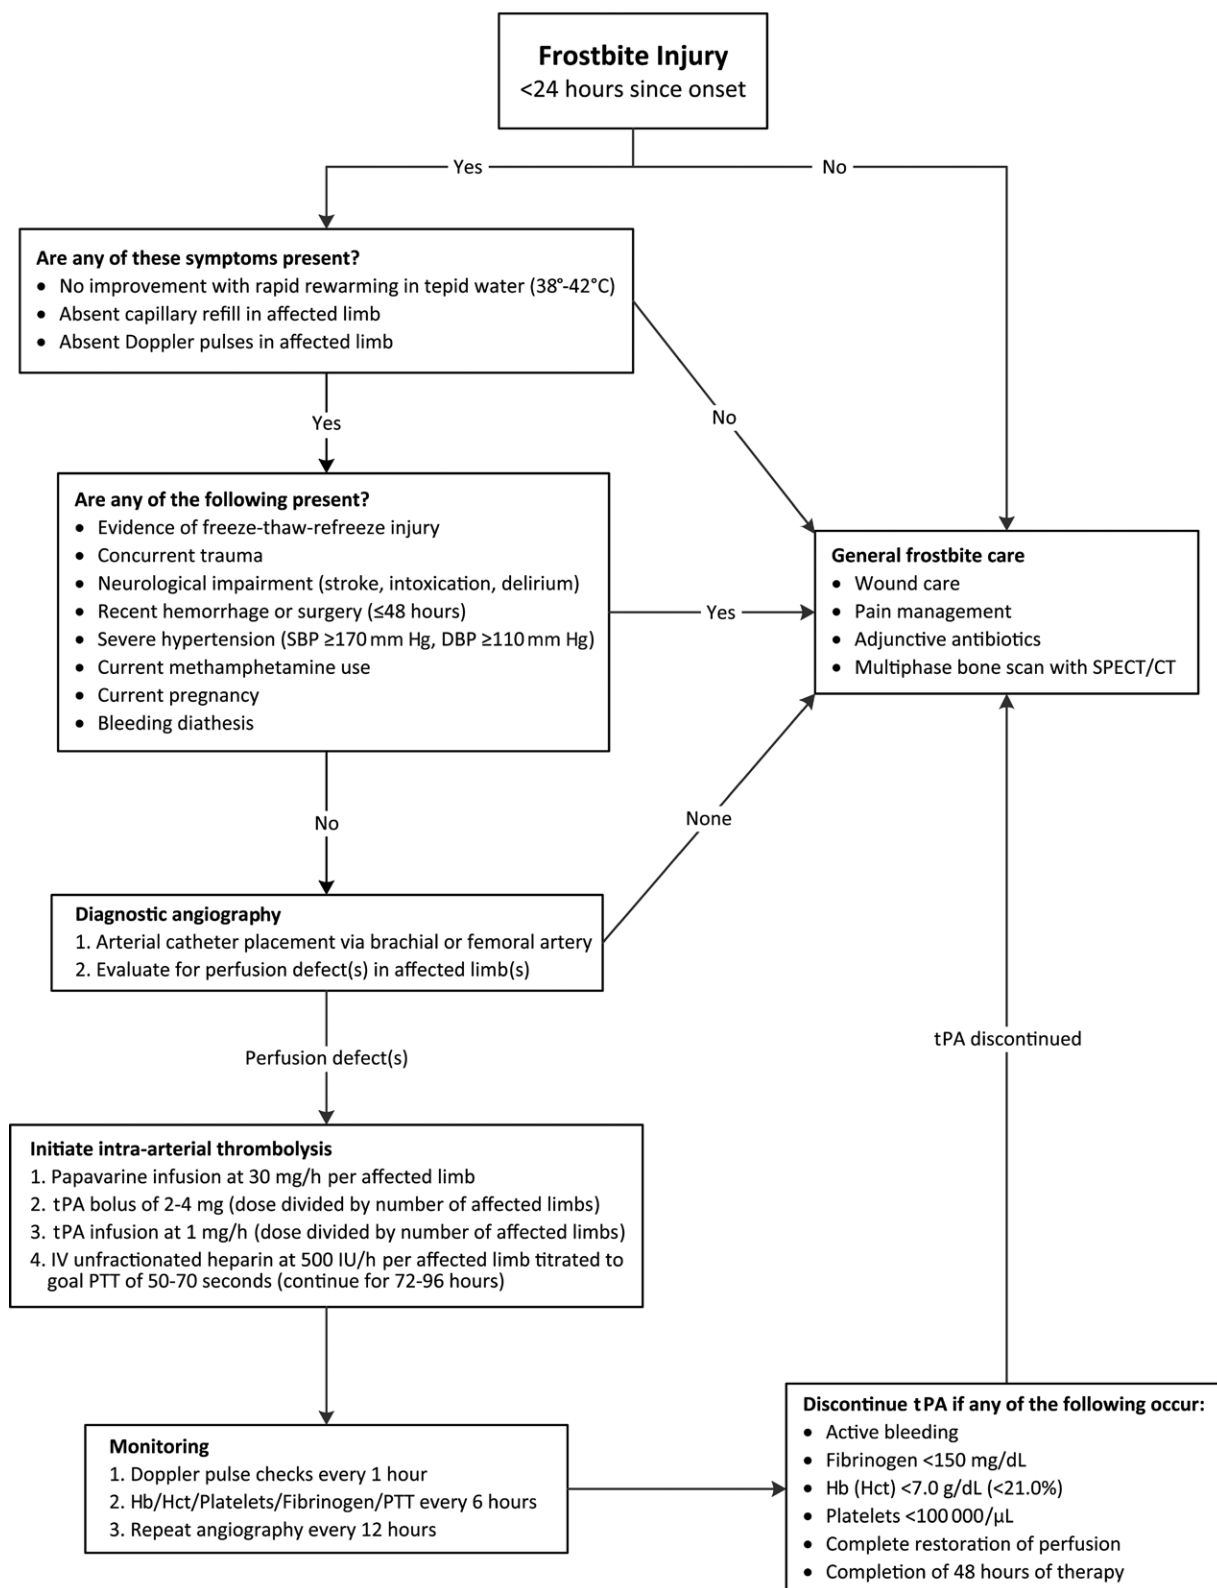 Frostbite Injury
<24 hours since onset
Yes
No
Are any of these symptoms present?
• No improvement with rapid rewarming in tepid water (38°-42°C)
• Absent capillary refill in affected limb
• Absent Doppler pulses in affected limb
No
Yes
Are any of the following present?
• Evidence of freeze-thaw-refreeze injury
• Concurrent trauma
• Neurological impairment (stroke, intoxication, delirium)
• Recent hemorrhage or surgery (≤48 hours)
• Severe hypertension (SBP ≥170 mm Hg, DBP ≥110 mm Hg)
• Current methamphetamine use
• Current pregnancy
• Bleeding diathesis
Yes
General frostbite care
• Wound care
• Pain management
• Adjunctive antibiotics
• Multiphase bone scan with SPECT/CT
No
None
Diagnostic angiography
1. Arterial catheter placement via brachial or femoral artery
2. Evaluate for perfusion defect(s) in affected limb(s)
Perfusion defect(s)
tPA discontinued
Initiate intra-arterial thrombolysis
1. Papavarine infusion at 30 mg/h per affected limb
2. tPA bolus of 2-4 mg (dose divided by number of affected limbs)
3. tPA infusion at 1 mg/h (dose divided by number of affected limbs)
4. IV unfractionated heparin at 500 IU/h per affected limb titrated to
goal PTT of 50-70 seconds (continue for 72-96 hours)
Monitoring
1. Doppler pulse checks every 1 hour
2. Hb/Hct/Platelets/Fibrinogen/PTT every 6 hours
3. Repeat angiography every 12 hours
Discontinue tPA if any of the following occur:
• Active bleeding
• Fibrinogen <150 mg/dL
• Hb (Hct) <7.0 g/dL (<21.0%)
• Platelets <100 000/µL
• Complete restoration of perfusion
• Completion of 48 hours of therapy